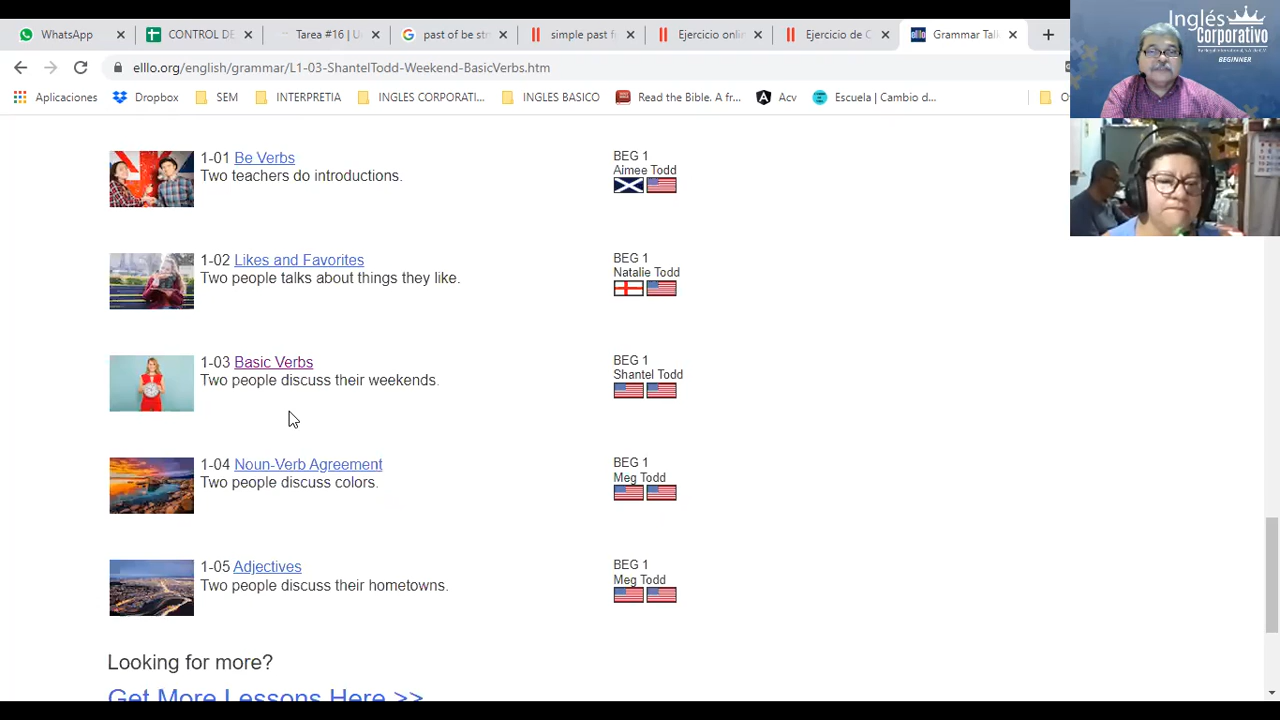 WhatsApp
CONTROL DE
Tarea #16 | U
past of be st
simple past f
Ejercicio onli
Ejercicio de C
elllo
Grammar Tal
elllo.org/english/grammar/L1-03-ShantelTodd-Weekend-BasicVerbs.h
Aplicaciones
Dropbox
SEM
INTERPRETIA
INGLES CORPORATI...
INGLES BASICO
Read the Bible. A fr...
Acv
Escuela | Cambio d...
Inglés
Corporativo
BEGINNER
1-01 Be Verbs
Two teachers do introductions.
BEG 1
Aimee Todd
1-02 Likes and Favorites
Two people talks about things they like.
BEG 1
Natalie Todd
1-03 Basic Verbs
Two people discuss their weekends.
BEG 1
Shantel Todd
1-04 Noun-Verb Agreement
Two people discuss colors.
BEG 1
Meg Todd
1-05 Adjectives
Two people discuss their hometowns.
BEG 1
Meg Todd
Looking for more?
Get More Lessons Here >>